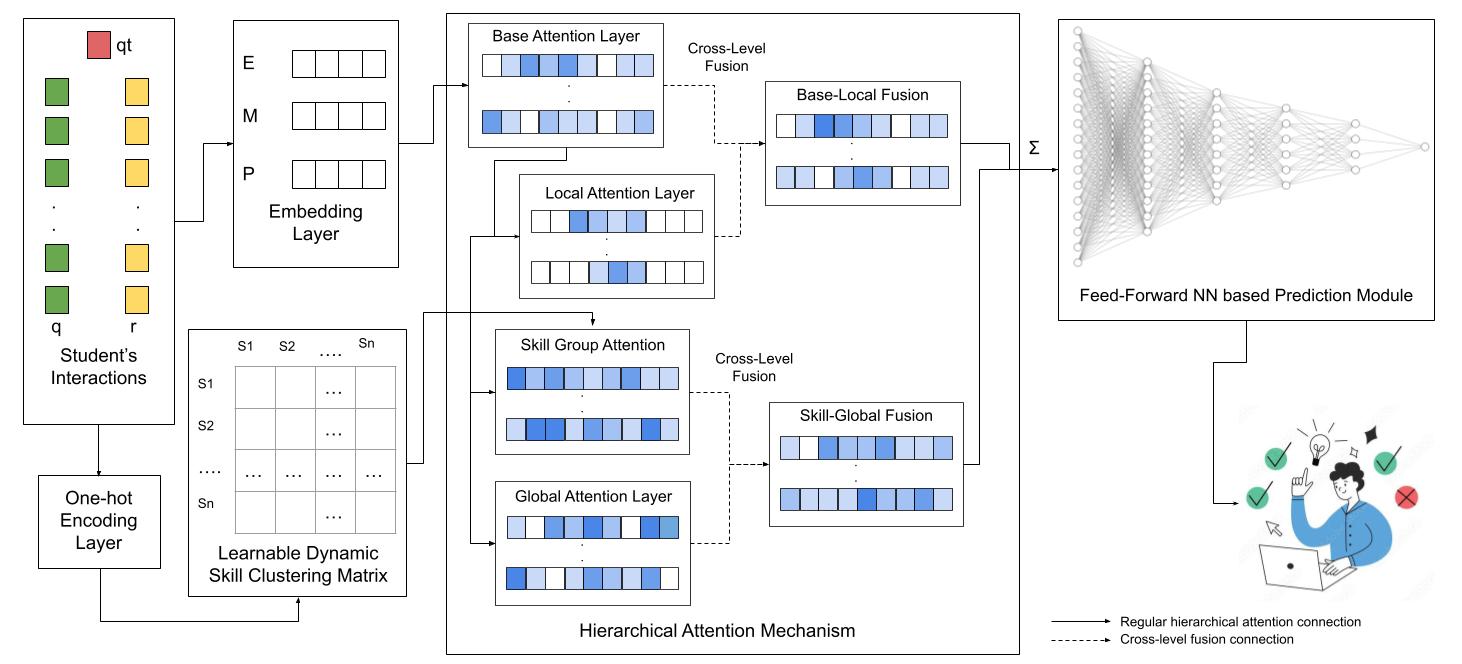 qt
q r
Student's
Interactions
E
M
P
Embedding
Layer
One-hot
Encoding
Layer
S1 S2 .... Sn
S1 ...
S2 ...
.... ... ... ... ...
Sn ...
Learnable Dynamic
Skill Clustering Matrix
Base Attention Layer
Cross-Level
Fusion
Local Attention Layer
Base-Local Fusion
Skill Group Attention
Cross-Level
Fusion
Global Attention Layer
Skill-Global Fusion
Hierarchical Attention Mechanism
Σ
Feed-Forward NN based Prediction Module
Regular hierarchical attention connection
Cross-level fusion connection